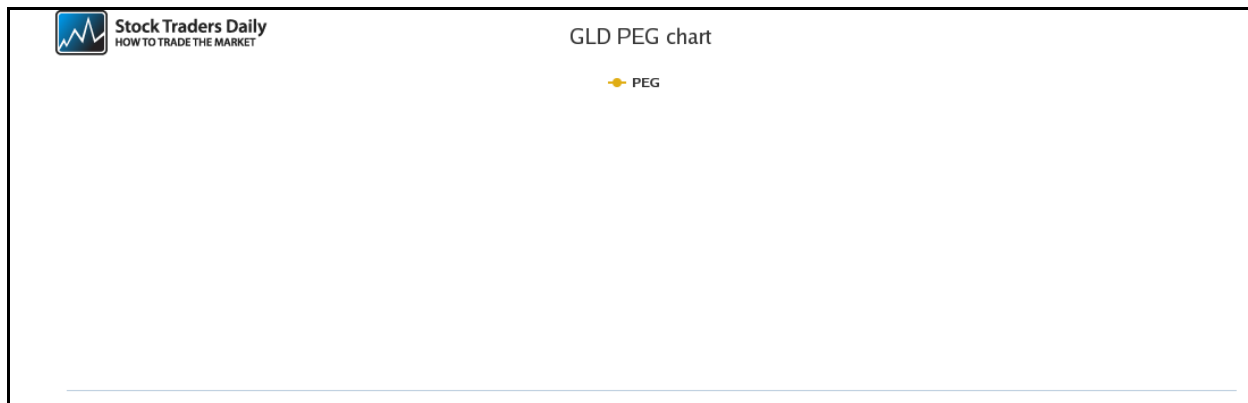 Stock Traders Daily
HOW TO TRADE THE MARKET
GLD PEG chart
PEG